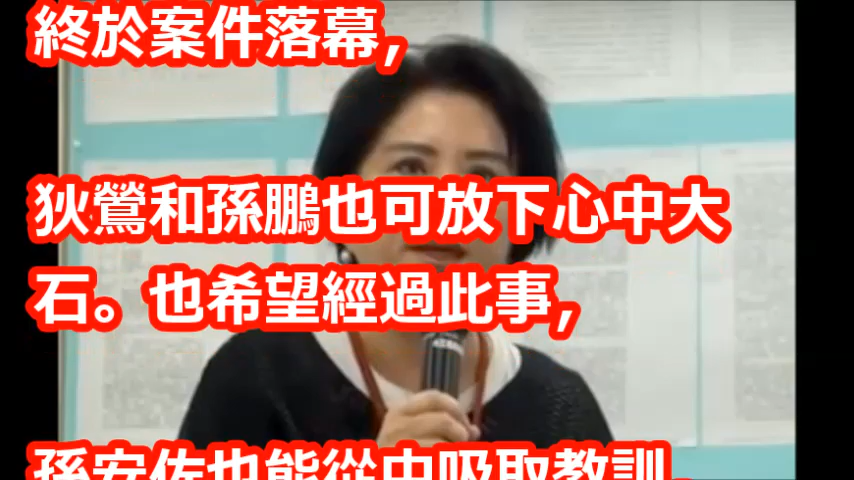 終於案件落幕，
狄鶯和孫鵬也可放下心中大
石。也希望經過此事，
孫安佐也能從中吸取教訓，